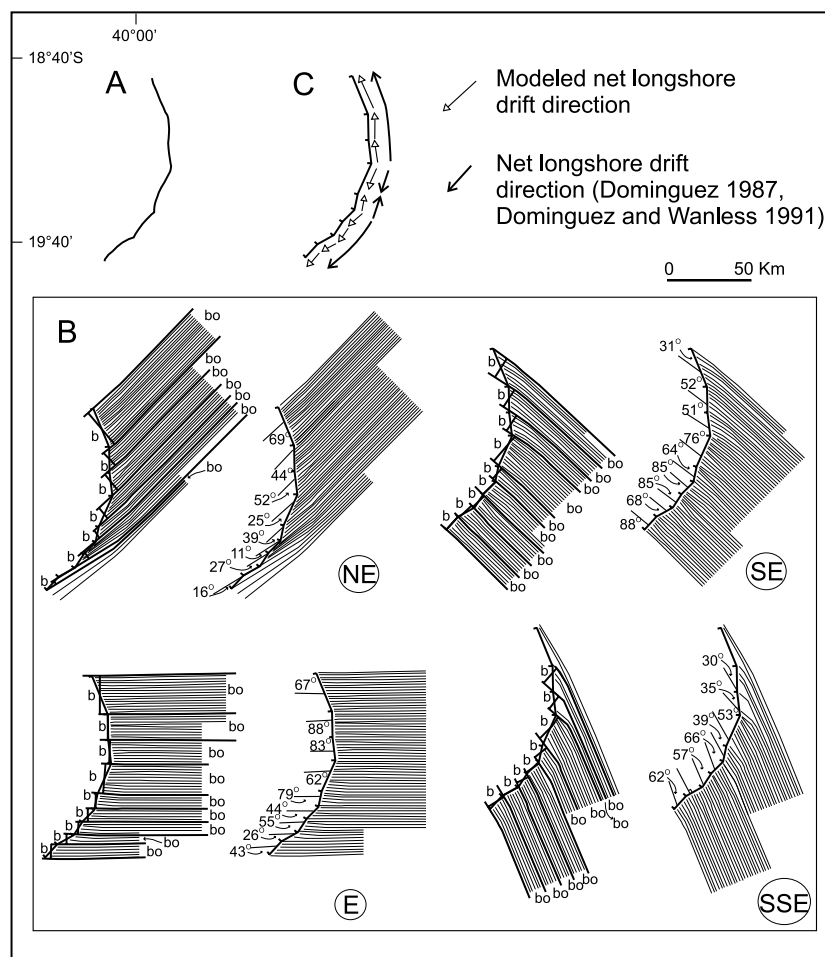 40°00'
18°40'S
A
C
Modeled net longshore
drift direction
Net longshore drift
direction (Dominguez 1987,
Dominguez and Wanless 1991)
19°40'
0 50 Km
B
bo
bo
bo
bo
bo
bo
bo
b
b
b
b
b
b
b
69°
44°
52°
25°
39°
11°
27°
16°
NE
b
b
b
b
b
b
b
b
bo
bo
bo
bo
bo
bo
bo
31°
52°
51°
76°
64°
85°
85°
68°
88°
SE
b
b
b
b
b
b
b
b
bo
bo
bo
bo
bo
bo
bo
bo
67°
88°
83°
62°
79°
44°
55°
26°
43°
E
b
b
b
b
b
b
b
b
bo
bo
bo
bo
bo
bo
bo
bo
30°
35°
53°
39°
66°
57°
62°
SSE